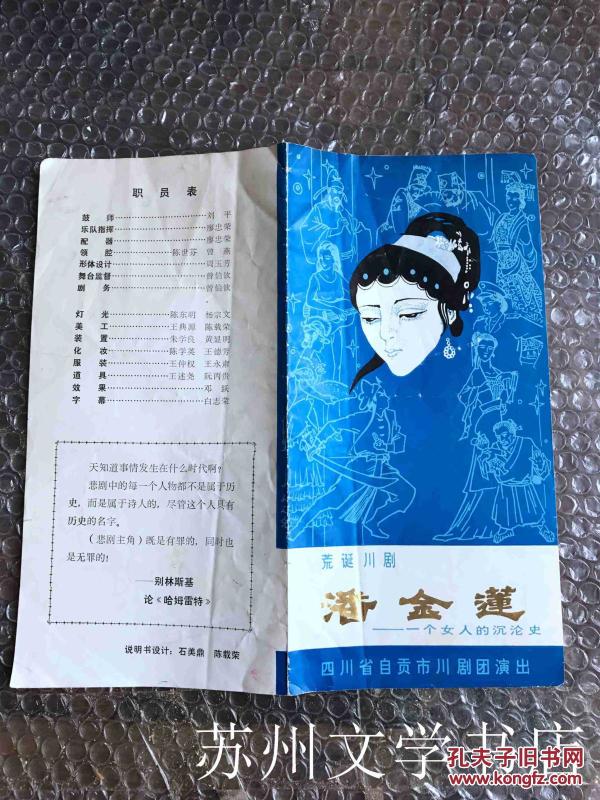 职员表
鼓师……刘平
乐队指挥……廖忠荣
配器……廖忠荣
领腔……陈世芬 曾燕
形体设计……周玉芳
舞台监督……曾伯钦
剧务……曾伯钦
灯光……陈东明 杨宗文
美工……王典源 陈载荣
装置……朱学良 黄显明
化妆……陈学英 王德芳
服装……王仲权 王永肃
道具……王述尧 阮丙贵
效果……邓跃
字幕……白志荣
天知道事情发生在什么时代啊？
悲剧中的每一个人物都不是属于历
史，而是属于诗人的，尽管这个人具有
历史的名字。
（悲剧主角）既是有罪的，同时也
是无罪的！
——别林斯基
论《哈姆雷特》
说明书设计：石美鼎 陈载荣
荒诞川剧
潘金莲
——一个女人的沉沦史
四川省自贡市川剧团演出
苏州文学书店
孔夫子旧书网
www.kongfz.com